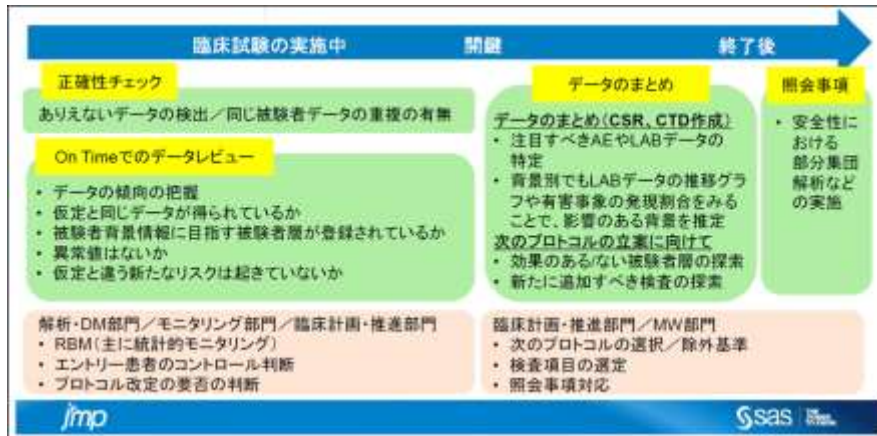 臨床試験の実施中
開鍵
終了後
正確性チェック
ありえないデータの検出／同じ被験者データの重複の有無
On Timeでのデータレビュー
• データの傾向の把握
• 仮定と同じデータが得られているか
• 被験者背景情報に目指す被験者層が登録されているか
• 異常値はないか
• 仮定と違う新たなリスクは起きていないか
データのまとめ
データのまとめ（CSR、CTD作成）
• 注目すべきAEやLABデータの
特定
• 背景別でもLABデータの推移グラ
フや有害事象の発現割合をみる
ことで、影響のある背景を推定
次のプロトコルの立案に向けて
• 効果のある/ない被験者層の探索
• 新たに追加すべき検査の探索
照会事項
• 安全性に
おける
部分集団
解析など
の実施
解析・DM部門／モニタリング部門／臨床計画・推進部門
• RBM（主に統計的モニタリング）
• エントリー患者のコントロール判断
• プロトコル改定の要否の判断
臨床計画・推進部門／MW部門
• 次のプロトコルの選択／除外基準
• 検査項目の選定
• 照会事項対応
jmp
sas